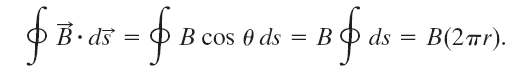 ∮ B⃗ · ds⃗ = ∮ B cos θ ds = B ∮ ds = B(2πr).